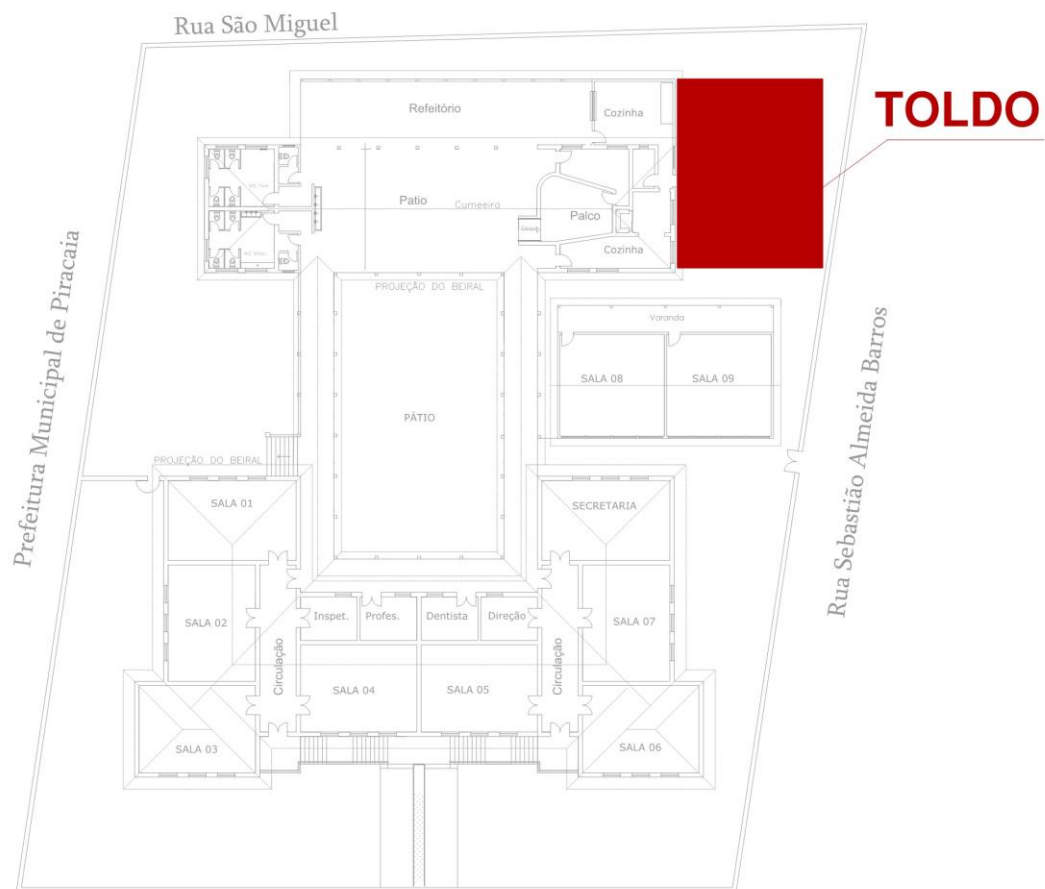 Rua São Miguel
TOLDO
Refeitório
Cozinha
Patio
Cumeeira
Palco
Cozinha
PROJEÇÃO DO BEIRAL
Prefeitura Municipal de Piracaia
Varanda
SALA 08
SALA 09
Rua Sebastião Almeida Barros
PÁTIO
PROJEÇÃO DO BEIRAL
SALA 01
SECRETARIA
SALA 02
Inspet.
Profes.
Dentista
Direção
SALA 07
Circulação
Circulação
SALA 04
SALA 05
SALA 03
SALA 06